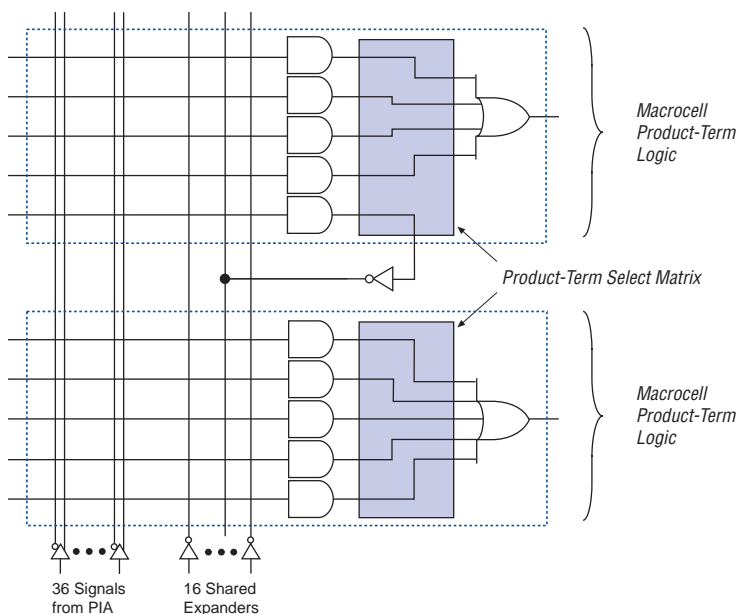 Macrocell
Product-Term
Logic
Product-Term Select Matrix
Macrocell
Product-Term
Logic
36 Signals
from PIA
16 Shared
Expanders